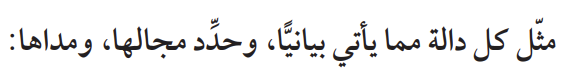 مثّل كل دالة مما يأتي بيانيًّا، وحدِّد مجالها، ومداها: